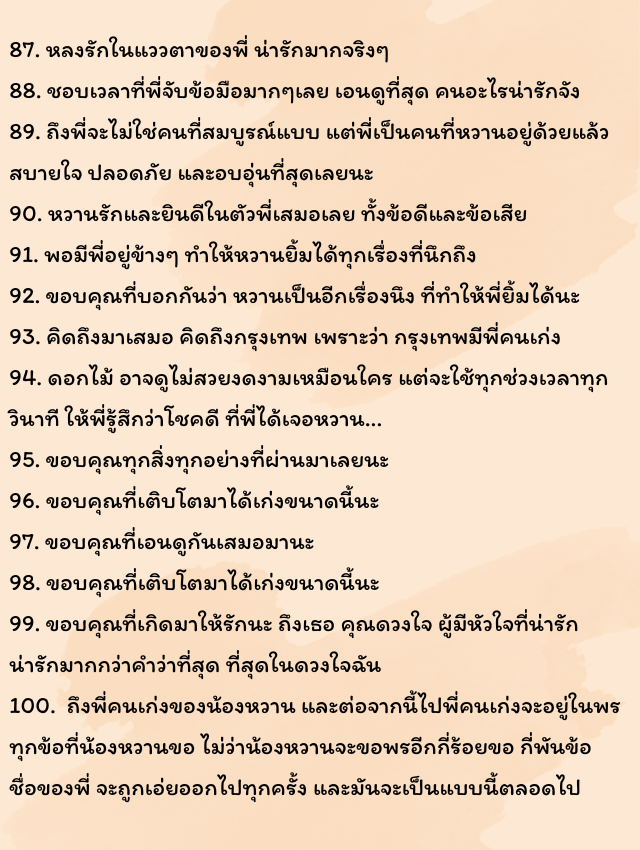 87. หลงรักในแววตาของพี่ น่ารักมากจริงๆ
88. ชอบเวลาที่พี่จับข้อมือมากๆเลย เอนดูที่สุด คนอะไรน่ารักจัง
89. ถึงพี่จะไม่ใช่คนที่สมบูรณ์แบบ แต่พี่เป็นคนที่หวานอยู่ด้วยแล้ว
สบายใจ ปลอดภัย และอบอุ่นที่สุดเลยนะ
90. หวานรักและยินดีในตัวพี่เสมอเลย ทั้งข้อดีและข้อเสีย
91. พอมีพี่อยู่ข้างๆ ทำให้หวานยิ้มได้ทุกเรื่องที่นึกถึง
92. ขอบคุณที่บอกกันว่า หวานเป็นอีกเรื่องนึง ที่ทำให้พี่ยิ้มได้นะ
93. คิดถึงมาเสมอ คิดถึงกรุงเทพ เพราะว่า กรุงเทพมีพี่คนเก่ง
94. ดอกไม้ อาจดูไม่สวยงดงามเหมือนใคร แต่จะใช้ทุกช่วงเวลาทุก
วินาที ให้พี่รู้สึกว่าโชคดี ที่พี่ได้เจอหวาน...
95. ขอบคุณทุกสิ่งทุกอย่างที่ผ่านมาเลยนะ
96. ขอบคุณที่เติบโตมาได้เก่งขนาดนี้นะ
97. ขอบคุณที่เอนดูกันเสมอมานะ
98. ขอบคุณที่เติบโตมาได้เก่งขนาดนี้นะ
99. ขอบคุณที่เกิดมาให้รักนะ ถึงเธอ คุณดวงใจ ผู้มีหัวใจที่น่ารัก
น่ารักมากกว่าคำว่าที่สุด ที่สุดในดวงใจฉัน
100.  ถึงพี่คนเก่งของน้องหวาน และต่อจากนี้ไปพี่คนเก่งจะอยู่ในพร
ทุกข้อที่น้องหวานขอ ไม่ว่าน้องหวานจะขอพรอีกกี่ร้อยขอ กี่พันข้อ
ชื่อของพี่ จะถูกเอ่ยออกไปทุกครั้ง และมันจะเป็นแบบนี้ตลอดไป